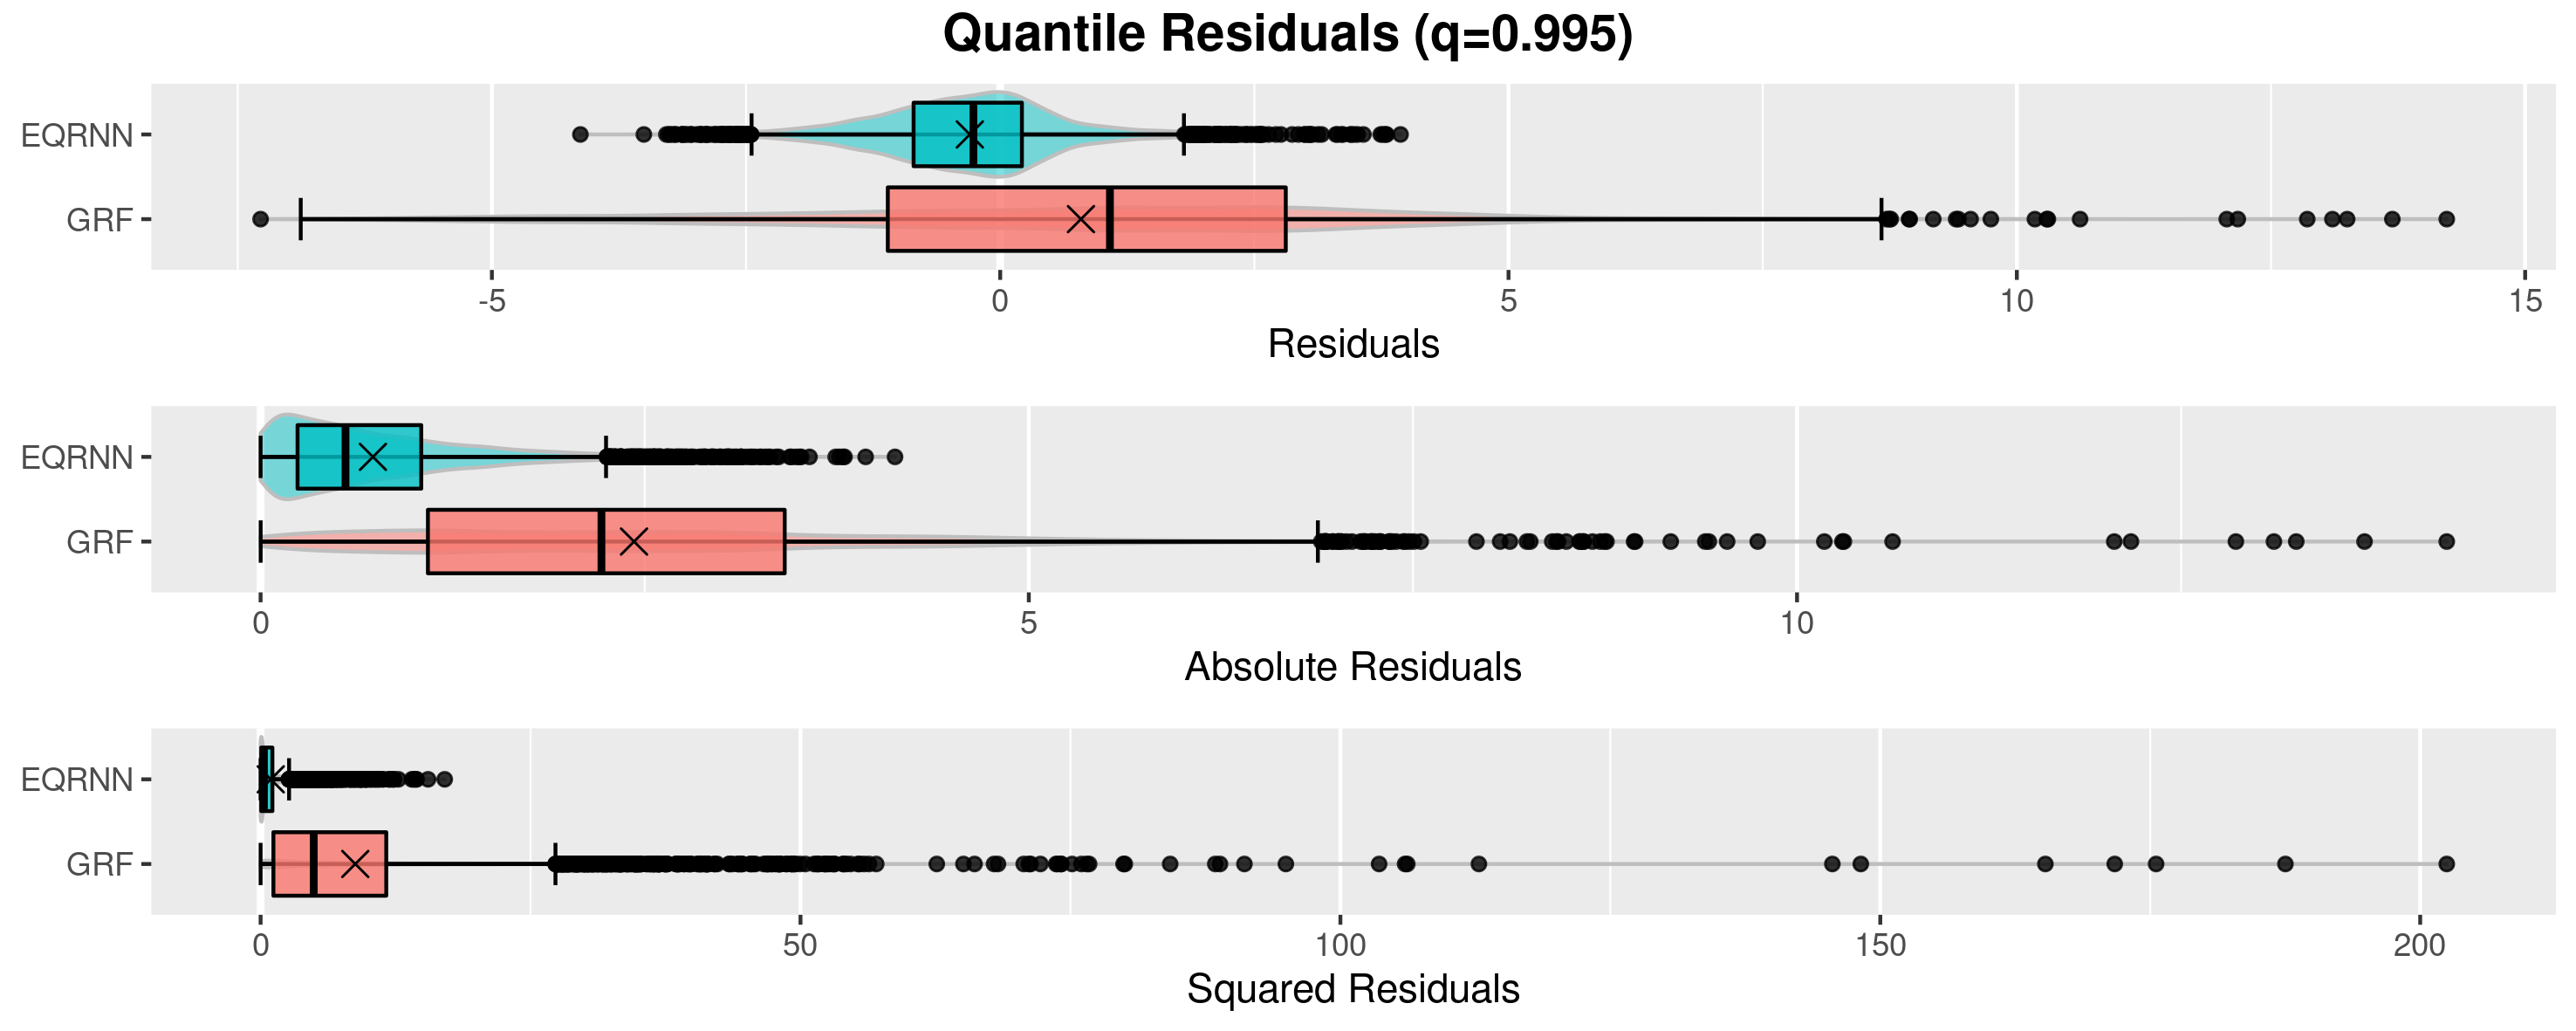 Quantile Residuals (q=0.995)
EQRNN
GRF
-5 0 5 10 15
Residuals
EQRNN
GRF
0 5 10
Absolute Residuals
EQRNN
GRF
0 50 100 150 200
Squared Residuals